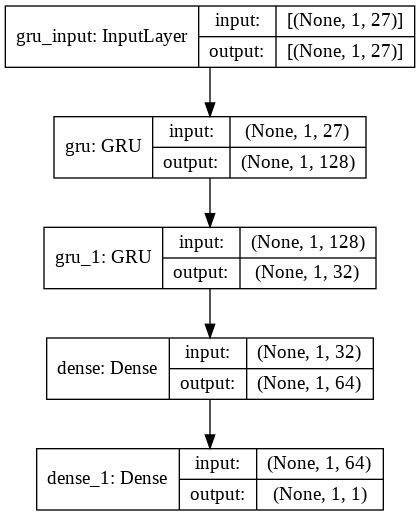 gru_input: InputLayer
input:
[(None, 1, 27)]
output:
[(None, 1, 27)]
gru: GRU
input:
(None, 1, 27)
output:
(None, 1, 128)
gru_1: GRU
input:
(None, 1, 128)
output:
(None, 1, 32)
dense: Dense
input:
(None, 1, 32)
output:
(None, 1, 64)
dense_1: Dense
input:
(None, 1, 64)
output:
(None, 1, 1)